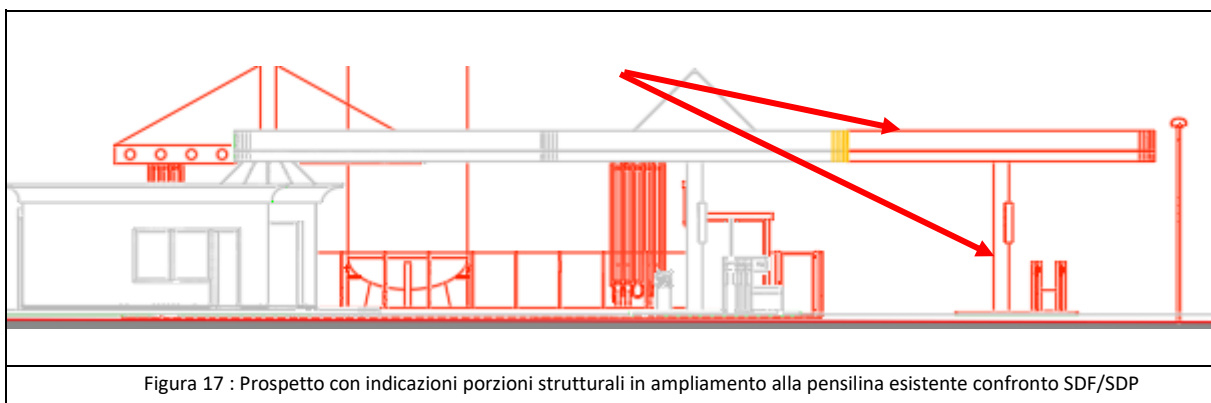 Figura 17 : Prospetto con indicazioni porzioni strutturali in ampliamento alla pensilina esistente confronto SDF/SDP